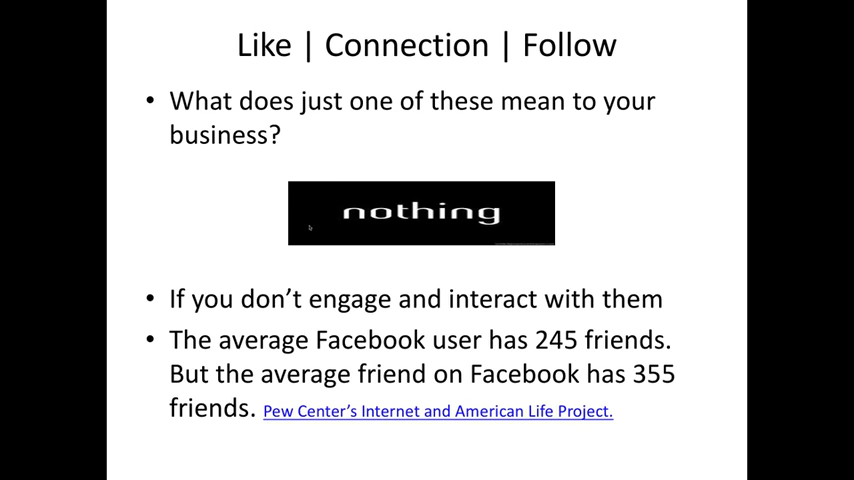 Like | Connection | Follow
• What does just one of these mean to your
business?
nothing
• If you don't engage and interact with them
• The average Facebook user has 245 friends.
But the average friend on Facebook has 355
friends. Pew Center's Internet and American Life Project.